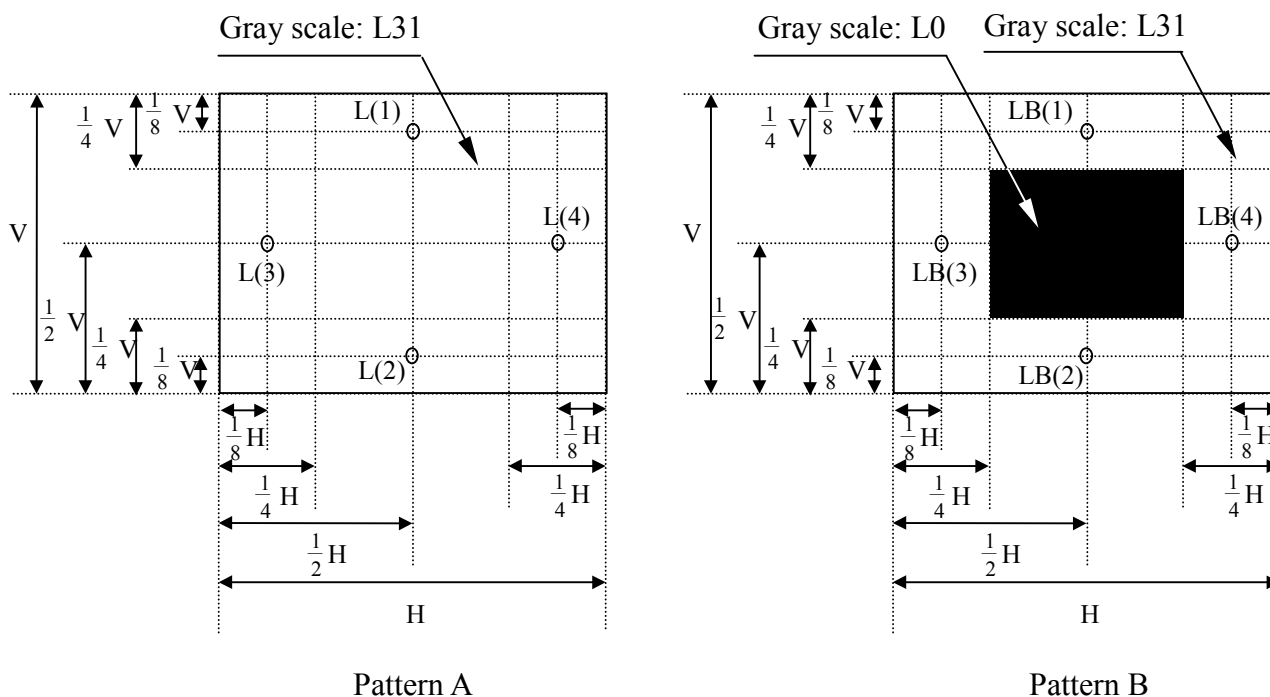 Gray scale: L31
1/4 V
1/8 V
L(1)
L(4)
V
L(3)
1/2 V
1/4 V
1/8 V
L(2)
1/8 H
1/8 H
1/4 H
1/4 H
1/2 H
H
Pattern A
Gray scale: L0
Gray scale: L31
1/4 V
1/8 V
LB(1)
LB(4)
V
LB(3)
1/2 V
1/4 V
1/8 V
LB(2)
1/8 H
1/8 H
1/4 H
1/4 H
1/2 H
H
Pattern B